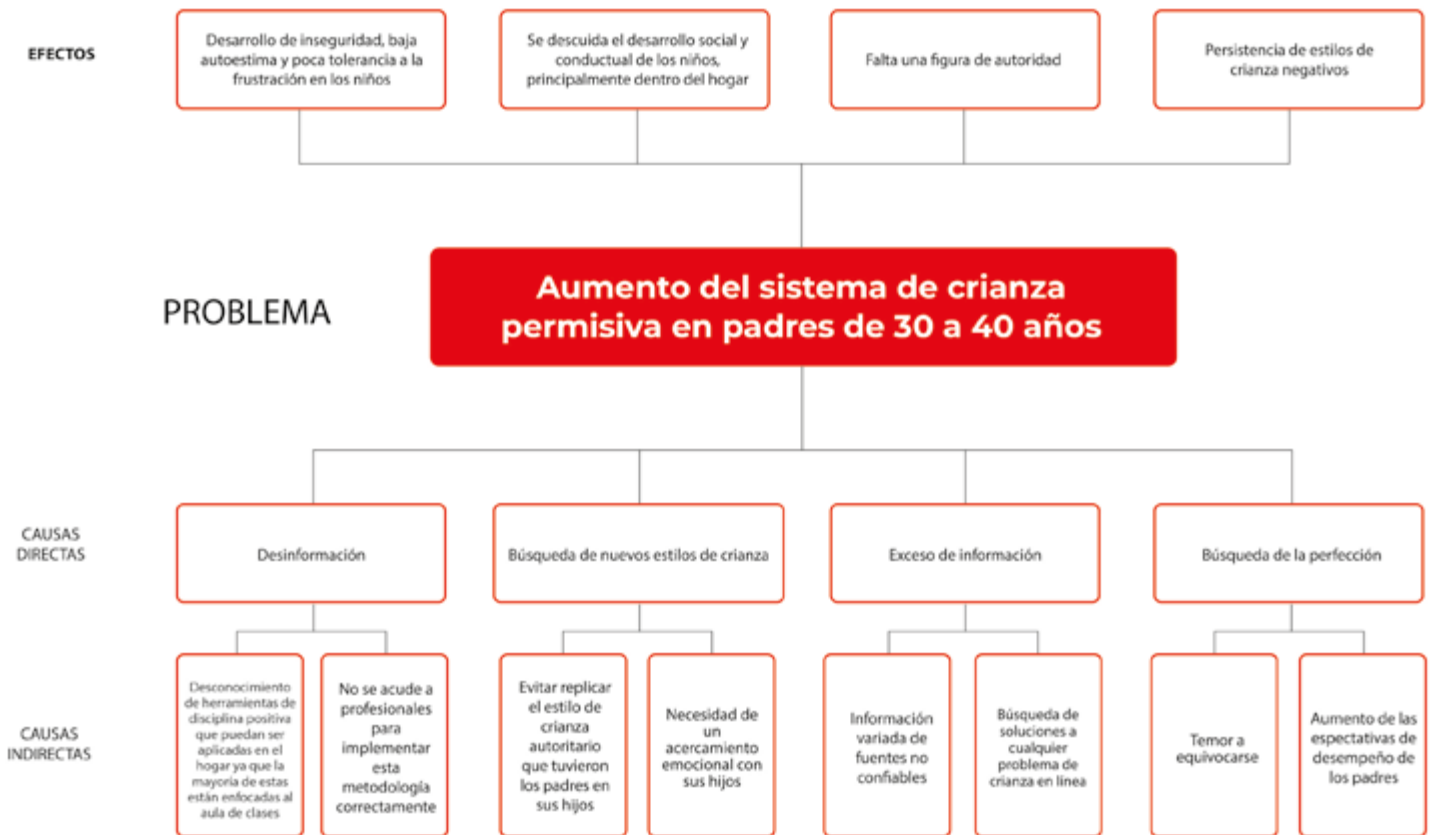 EFECTOS
Desarrollo de inseguridad, baja
autoestima y poca tolerancia a la
frustración en los niños
Se descuida el desarrollo social y
conductual de los niños,
principalmente dentro del hogar
Falta una figura de autoridad
Persistencia de estilos de
crianza negativos
PROBLEMA
Aumento del sistema de crianza
permisiva en padres de 30 a 40 años
CAUSAS
DIRECTAS
Desinformación
Búsqueda de nuevos estilos de crianza
Exceso de información
Búsqueda de la perfección
CAUSAS
INDIRECTAS
Desconocimiento
de herramientas de
disciplina positiva
que puedan ser
aplicadas en el
hogar ya que la
mayoría de estas
están enfocadas al
aula de clases
No se acude a
profesionales
para
implementar
esta
metodología
correctamente
Evitar replicar
el estilo de
crianza
autoritario
que tuvieron
los padres en
sus hijos
Necesidad de
un
acercamiento
emocional con
sus hijos
Información
variada de
fuentes no
confiables
Búsqueda de
soluciones a
cualquier
problema de
crianza en línea
Temor a
equivocarse
Aumento de las
espectativas de
desempeño de
los padres